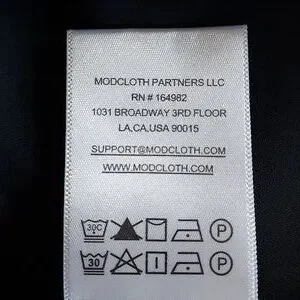 MODCLOTH PARTNERS LLC
RN # 164982
1031 BROADWAY 3RD.FLOOR
LA,CA.USA 90015
SUPPORT@MODCLOTH.COM
WWW.MODCLOTH.COM
30C P
30 P